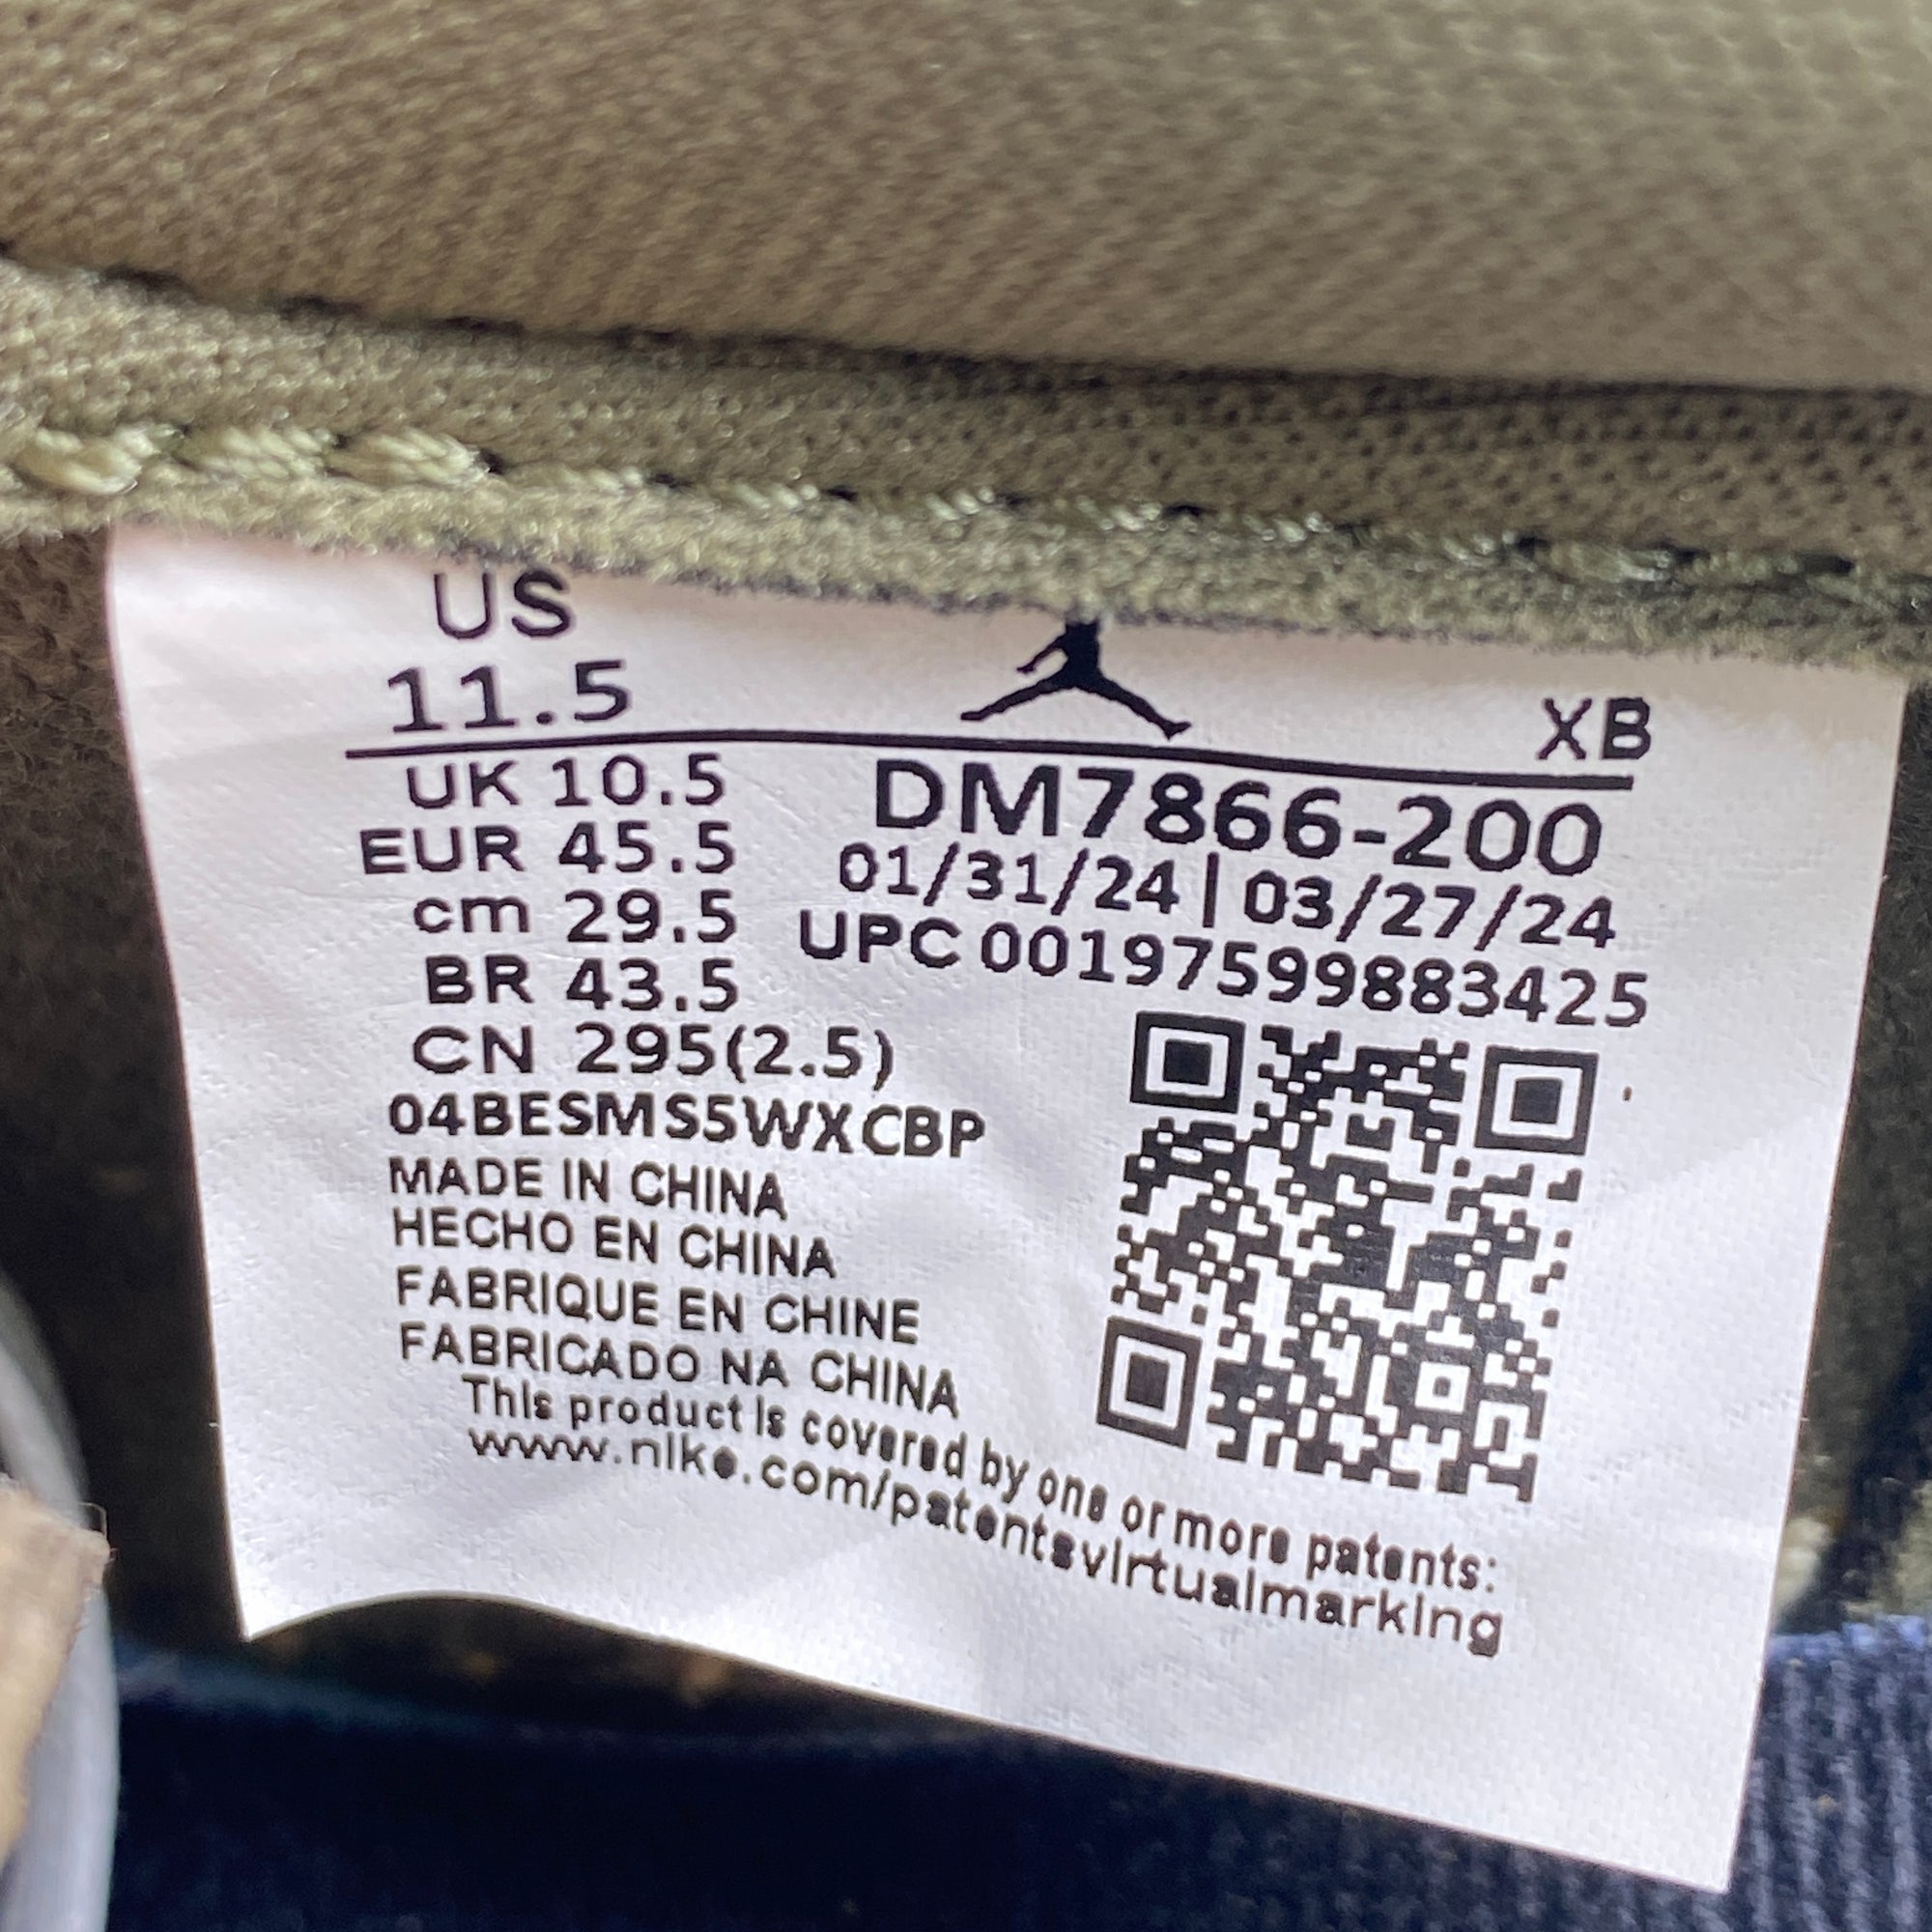 US
11.5
XB
UK 10.5
EUR 45.5
cm 29.5
BR 43.5
CN 295(2.5)
DM7866-200
01/31/24 | 03/27/24
UPC 00197599883425
04BESMS5WXCBP
MADE IN CHINA
HECHO EN CHINA
FABRIQUE EN CHINE
FABRICADO NA CHINA
This product is covered by one or more patents:
www.nike.com/patentsvirtualmarking